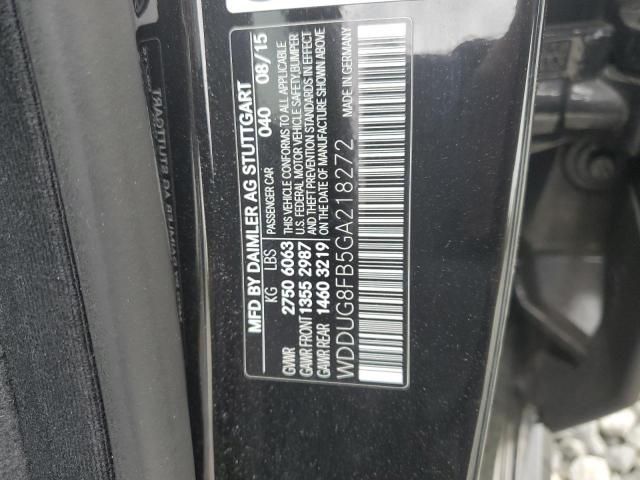 MFD BY DAIMLER AG STUTTGART
KG LBS PASSENGER CAR 040 08/15
GVWR 2750 6063 THIS VEHICLE CONFORMS TO ALL APPLICABLE
U.S. FEDERAL MOTOR VEHICLE SAFETY, BUMPER
GAWR FRONT 1355 2987 AND THEFT PREVENTION STANDARDS IN EFFECT
GAWR REAR 1460 3219 ON THE DATE OF MANUFACTURE SHOWN ABOVE
WDDUG8FB5GA218272 MADE IN GERMANY